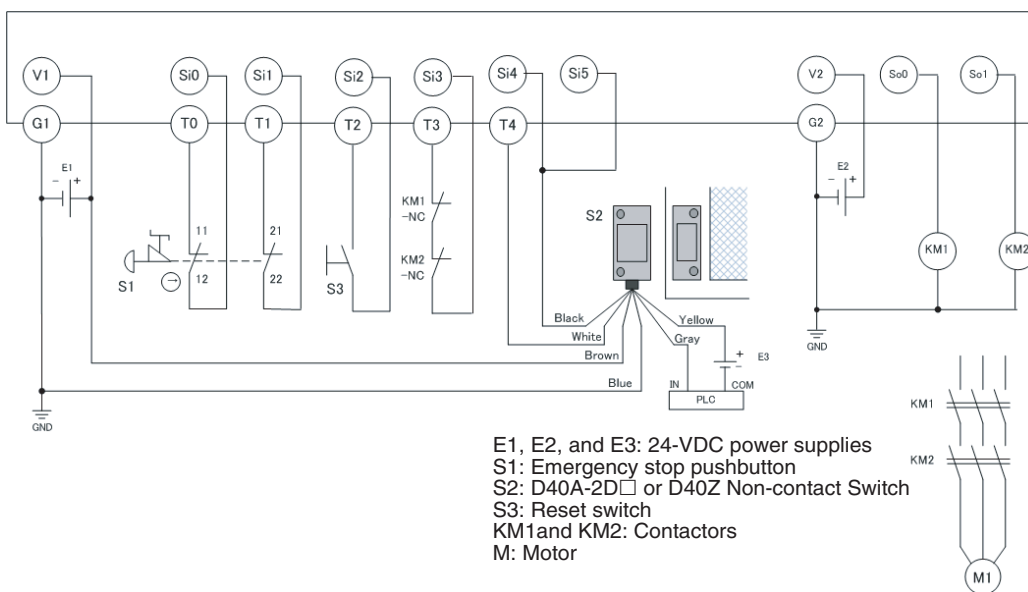 V1 Si0 Si1 Si2 Si3 Si4 Si5 V2 So0 So1
G1 T0 T1 T2 T3 T4 G2
E1
- +
E2
- +
KM1
-NC
KM2
-NC
S2
11 21
12 22
S1
S3
KM1 KM2
Black
White
Brown
Blue
Yellow
Gray
+
-
E3
IN COM
PLC
GND
GND
KM1
KM2
M1
E1, E2, and E3: 24-VDC power supplies
S1: Emergency stop pushbutton
S2: D40A-2D□ or D40Z Non-contact Switch
S3: Reset switch
KM1and KM2: Contactors
M: Motor